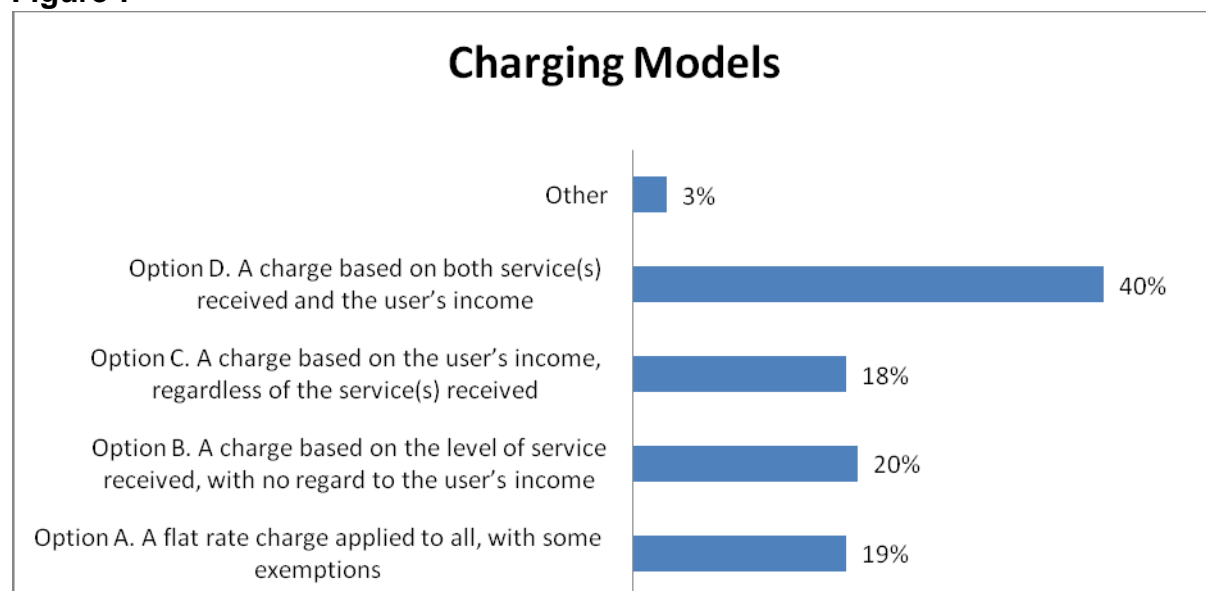 Charging Models
Other
3%
Option D. A charge based on both service(s)
received and the user’s income
40%
Option C. A charge based on the user’s income,
regardless of the service(s) received
18%
Option B. A charge based on the level of service
received, with no regard to the user’s income
20%
Option A. A flat rate charge applied to all, with some
exemptions
19%